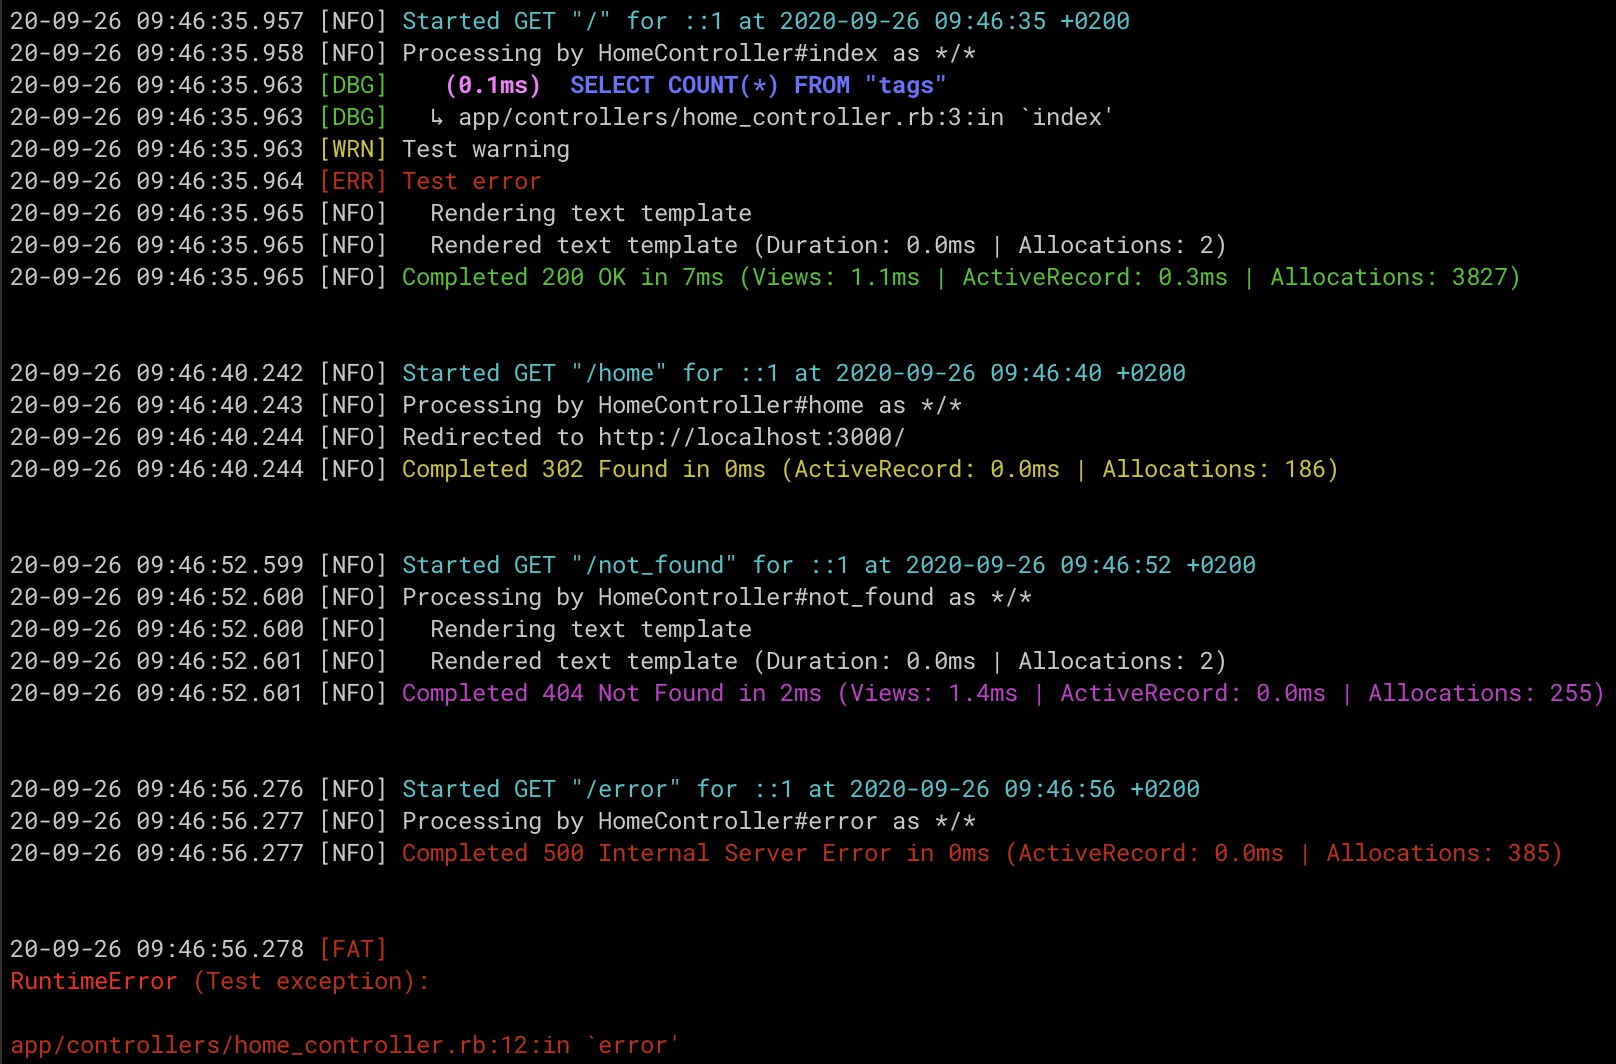 20-09-26 09:46:35.957 [NFO] Started GET "/" for ::1 at 2020-09-26 09:46:35 +0200
20-09-26 09:46:35.958 [NFO] Processing by HomeController#index as */*
20-09-26 09:46:35.963 [DBG]    (0.1ms)  SELECT COUNT(*) FROM "tags"
20-09-26 09:46:35.963 [DBG]   ↳ app/controllers/home_controller.rb:3:in `index'
20-09-26 09:46:35.963 [WRN] Test warning
20-09-26 09:46:35.964 [ERR] Test error
20-09-26 09:46:35.965 [NFO]   Rendering text template
20-09-26 09:46:35.965 [NFO]   Rendered text template (Duration: 0.0ms | Allocations: 2)
20-09-26 09:46:35.965 [NFO] Completed 200 OK in 7ms (Views: 1.1ms | ActiveRecord: 0.3ms | Allocations: 3827)
20-09-26 09:46:40.242 [NFO] Started GET "/home" for ::1 at 2020-09-26 09:46:40 +0200
20-09-26 09:46:40.243 [NFO] Processing by HomeController#home as */*
20-09-26 09:46:40.244 [NFO] Redirected to http://localhost:3000/
20-09-26 09:46:40.244 [NFO] Completed 302 Found in 0ms (ActiveRecord: 0.0ms | Allocations: 186)
20-09-26 09:46:52.599 [NFO] Started GET "/not_found" for ::1 at 2020-09-26 09:46:52 +0200
20-09-26 09:46:52.600 [NFO] Processing by HomeController#not_found as */*
20-09-26 09:46:52.600 [NFO]   Rendering text template
20-09-26 09:46:52.601 [NFO]   Rendered text template (Duration: 0.0ms | Allocations: 2)
20-09-26 09:46:52.601 [NFO] Completed 404 Not Found in 2ms (Views: 1.4ms | ActiveRecord: 0.0ms | Allocations: 255)
20-09-26 09:46:56.276 [NFO] Started GET "/error" for ::1 at 2020-09-26 09:46:56 +0200
20-09-26 09:46:56.277 [NFO] Processing by HomeController#error as */*
20-09-26 09:46:56.277 [NFO] Completed 500 Internal Server Error in 0ms (ActiveRecord: 0.0ms | Allocations: 385)
20-09-26 09:46:56.278 [FAT]
RuntimeError (Test exception):
app/controllers/home_controller.rb:12:in `error'